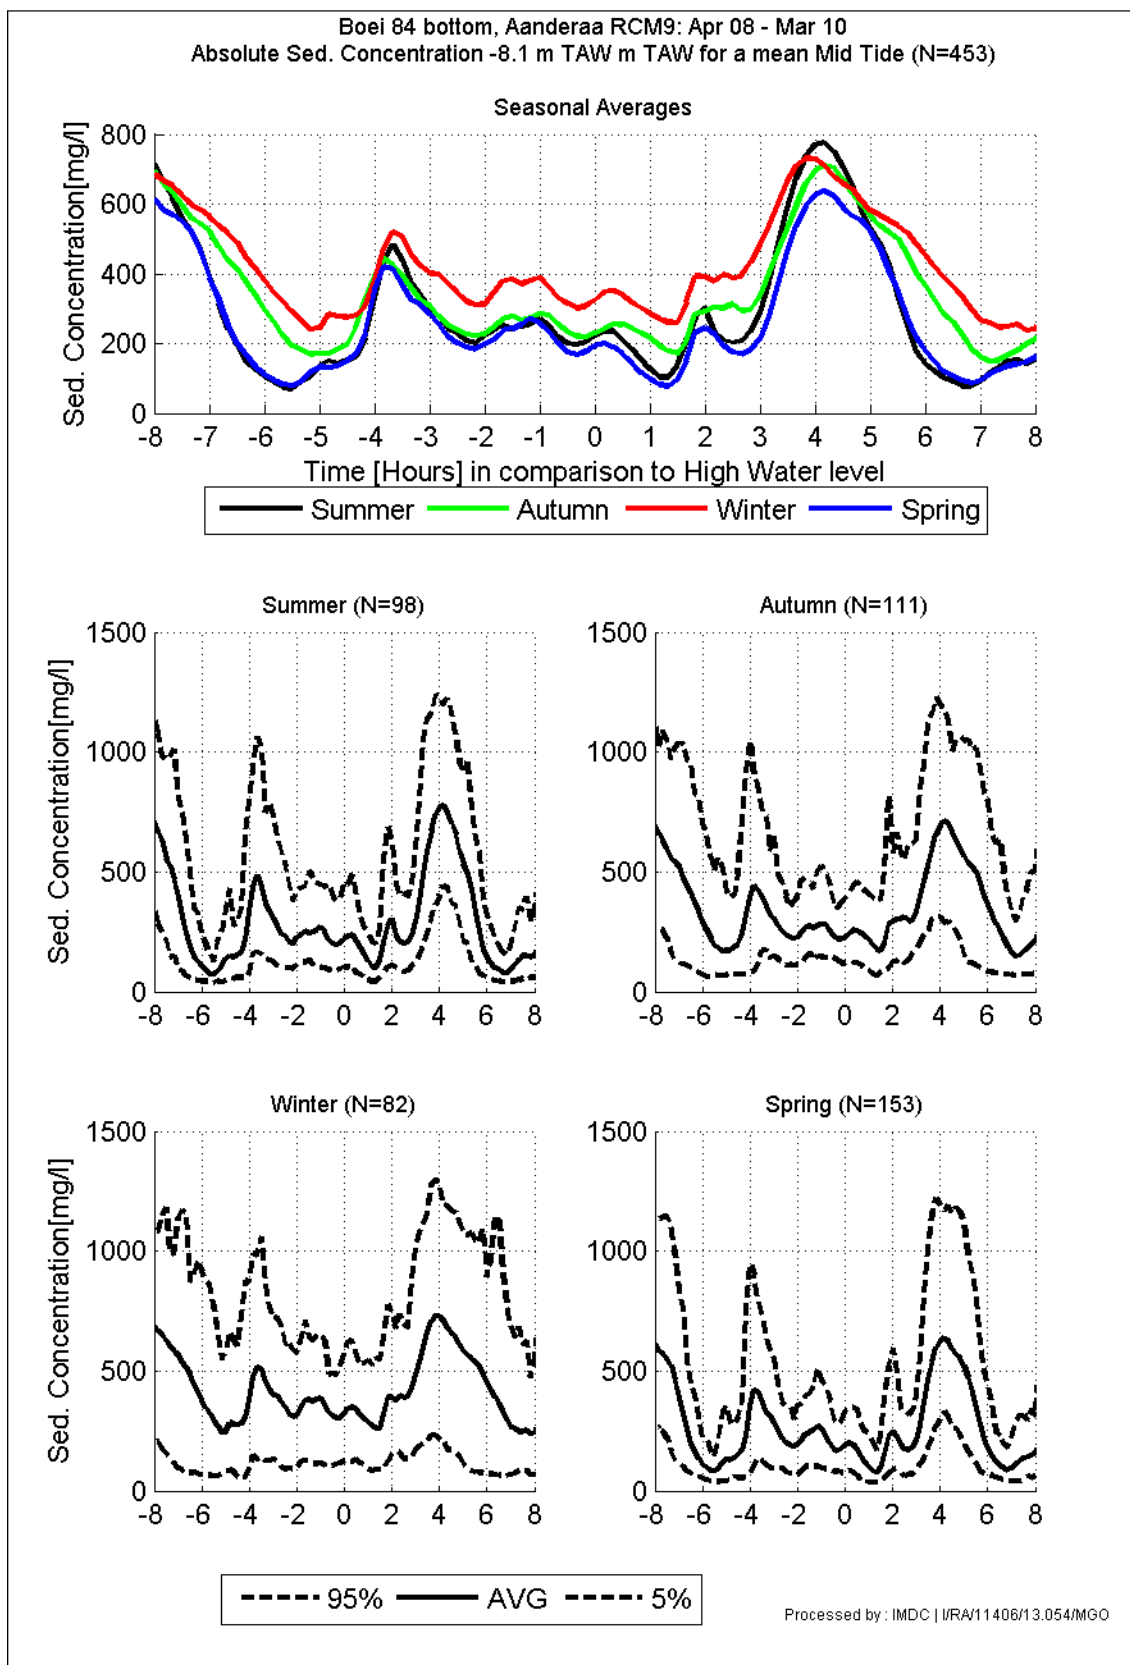 Boei 84 bottom, Aanderaa RCM9: Apr 08 - Mar 10
Absolute Sed. Concentration -8.1 m TAW m TAW for a mean Mid Tide (N=453)
Seasonal Averages
Sed. Concentration[mg/l]
800
600
400
200
0
-8 -7 -6 -5 -4 -3 -2 -1 0 1 2 3 4 5 6 7 8
Time [Hours] in comparison to High Water level
Summer Autumn Winter Spring
Summer (N=98)
Sed. Concentration[mg/l]
1500
1000
500
0
-8 -6 -4 -2 0 2 4 6 8
Autumn (N=111)
1500
1000
500
0
-8 -6 -4 -2 0 2 4 6 8
Winter (N=82)
Sed. Concentration[mg/l]
1500
1000
500
0
-8 -6 -4 -2 0 2 4 6 8
Spring (N=153)
1500
1000
500
0
-8 -6 -4 -2 0 2 4 6 8
95% AVG 5%
Processed by : IMDC | I/RA/11406/13.054/MGO